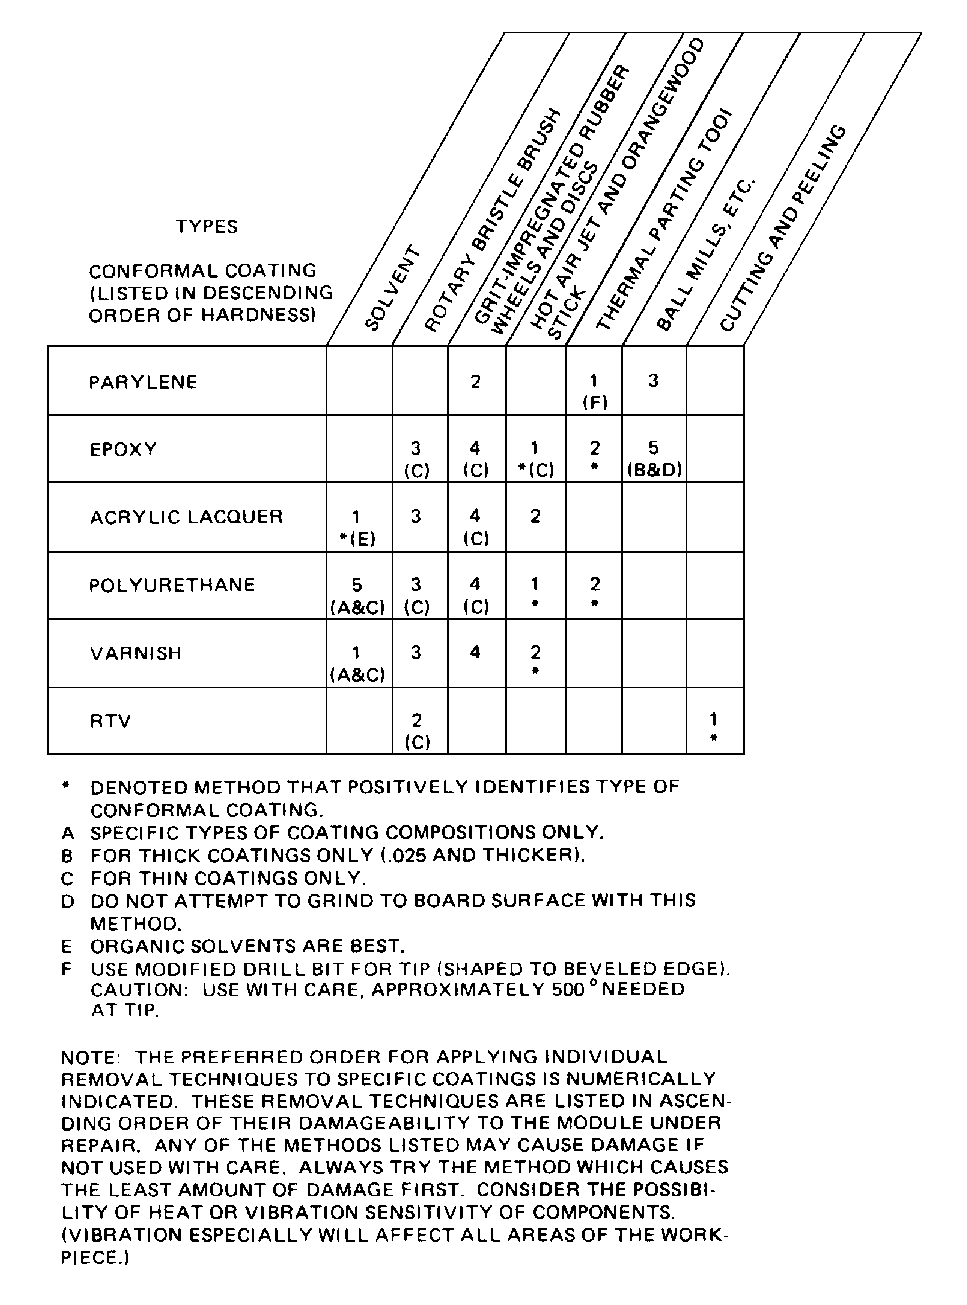 TYPES
CONFORMAL COATING
(LISTED IN DESCENDING
ORDER OF HARDNESS)
SOLVENT
ROTARY BRISTLE BRUSH
GRIT-IMPREGNATED RUBBER
WHEELS AND DISCS
HOT AIR JET AND ORANGEWOOD
STICK
THERMAL PARTING TOOl
BALL MILLS, ETC.
CUTTING AND PEELING
PARYLENE 2 1 3
(F)
EPOXY 3 4 1 2 5
(C) (C) *(C) * (B&D)
ACRYLIC LACQUER 1 3 4 2
*(E) (C)
POLYURETHANE 5 3 4 1 2
(A&C) (C) (C) * *
VARNISH 1 3 4 2
(A&C) *
RTV 2 1
(C) *
* DENOTED METHOD THAT POSITIVELY IDENTIFIES TYPE OF
CONFORMAL COATING.
A SPECIFIC TYPES OF COATING COMPOSITIONS ONLY.
B FOR THICK COATINGS ONLY (.025 AND THICKER).
C FOR THIN COATINGS ONLY.
D DO NOT ATTEMPT TO GRIND TO BOARD SURFACE WITH THIS
METHOD.
E ORGANIC SOLVENTS ARE BEST.
F USE MODIFIED DRILL BIT FOR TIP (SHAPED TO BEVELED EDGE).
CAUTION: USE WITH CARE, APPROXIMATELY 500° NEEDED
AT TIP.
NOTE: THE PREFERRED ORDER FOR APPLYING INDIVIDUAL
REMOVAL TECHNIQUES TO SPECIFIC COATINGS IS NUMERICALLY
INDICATED. THESE REMOVAL TECHNIQUES ARE LISTED IN ASCEN-
DING ORDER OF THEIR DAMAGEABILITY TO THE MODULE UNDER
REPAIR. ANY OF THE METHODS LISTED MAY CAUSE DAMAGE IF
NOT USED WITH CARE. ALWAYS TRY THE METHOD WHICH CAUSES
THE LEAST AMOUNT OF DAMAGE FIRST. CONSIDER THE POSSIBI-
LITY OF HEAT OR VIBRATION SENSITIVITY OF COMPONENTS.
(VIBRATION ESPECIALLY WILL AFFECT ALL AREAS OF THE WORK-
PIECE.)